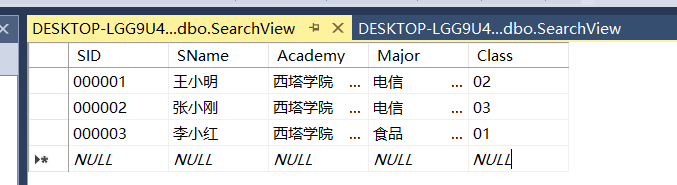 DESKTOP-LGG9U4...dbo.SearchView DESKTOP-LGG9U4...dbo.SearchView
SID SName Academy Major Class
000001 王小明 西塔学院 ... 电信 ... 02
000002 张小刚 西塔学院 ... 电信 ... 03
000003 李小红 西塔学院 ... 食品 ... 01
NULL NULL NULL NULL NULL